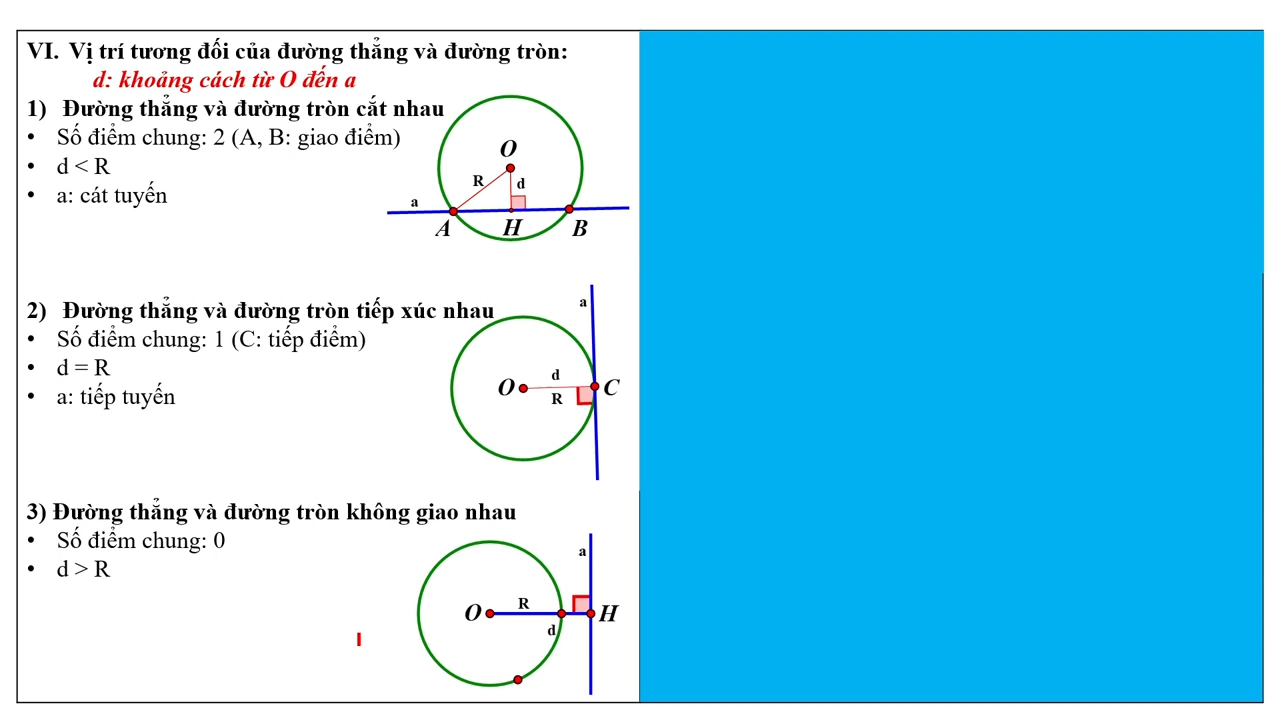 VI. Vị trí tương đối của đường thẳng và đường tròn:
d: khoảng cách từ O đến a
1) Đường thẳng và đường tròn cắt nhau
• Số điểm chung: 2 (A, B: giao điểm)
• d < R
• a: cát tuyến
O
R
d
a
A
H
B
2) Đường thẳng và đường tròn tiếp xúc nhau
• Số điểm chung: 1 (C: tiếp điểm)
• d = R
• a: tiếp tuyến
a
d
O
C
R
3) Đường thẳng và đường tròn không giao nhau
• Số điểm chung: 0
• d > R
a
R
O
H
d